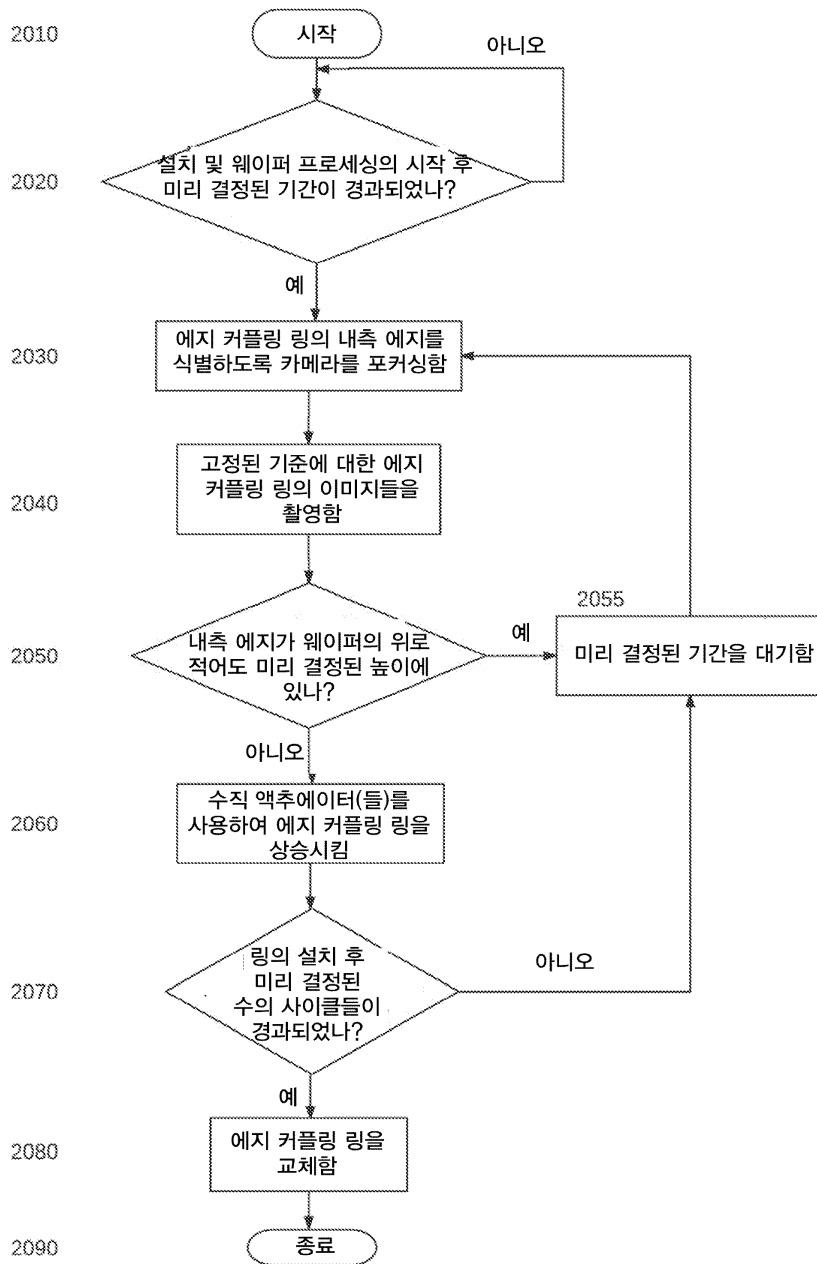 2010
시작
아니오
2020
설치 및 웨이퍼 프로세싱의 시작 후
미리 결정된 기간이 경과되었나?
예
2030
에지 커플링 링의 내측 에지를
식별하도록 카메라를 포커싱함
2040
고정된 기준에 대한 에지
커플링 링의 이미지들을
촬영함
2050
내측 에지가 웨이퍼의 위로
적어도 미리 결정된 높이에
있나?
예
2055
미리 결정된 기간을 대기함
아니오
2060
수직 액추에이터(들)를
사용하여 에지 커플링 링을
상승시킴
2070
링의 설치 후
미리 결정된
수의 사이클들이
경과되었나?
아니오
예
2080
에지 커플링 링을
교체함
2090
종료